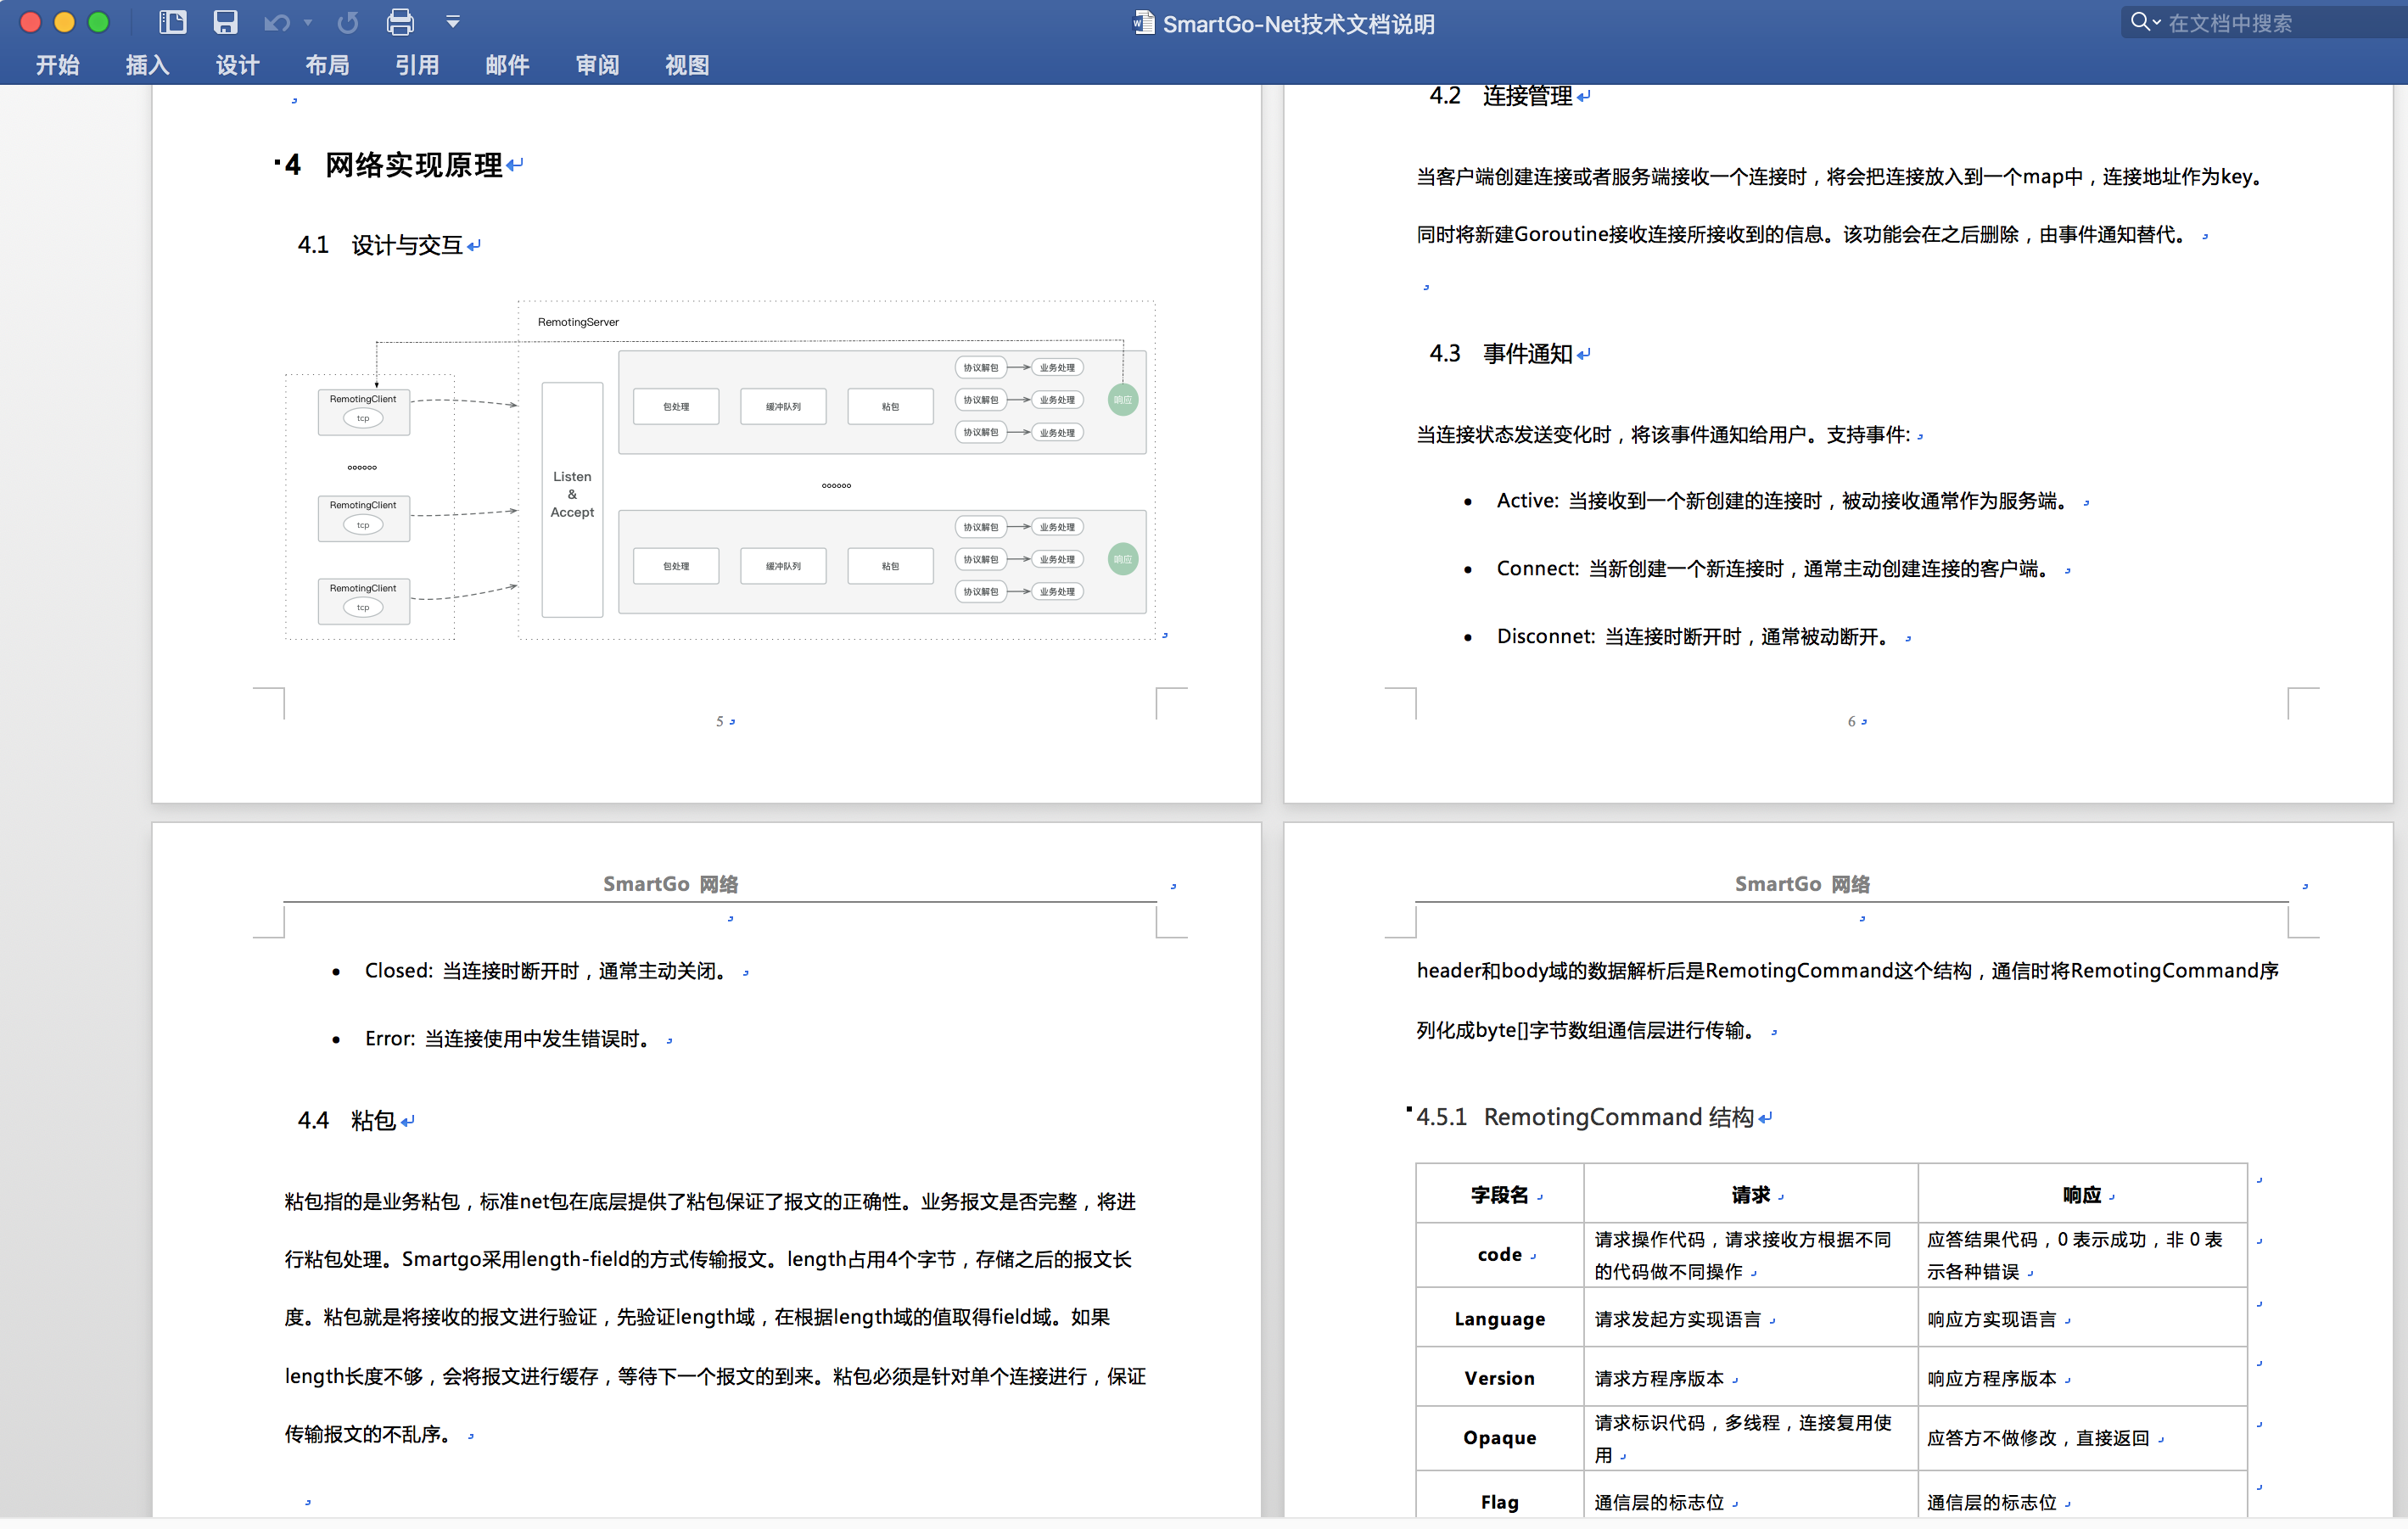 SmartGo-Net技术文档说明
在文档中搜索
开始 插入 设计 布局 引用 邮件 审阅 视图
4 网络实现原理
4.1 设计与交互
RemotingServer
RemotingClient
tcp
RemotingClient
tcp
RemotingClient
tcp
Listen
&
Accept
包处理 缓冲队列 粘包
协议解包 业务处理
协议解包 业务处理
协议解包 业务处理
响应
包处理 缓冲队列 粘包
协议解包 业务处理
协议解包 业务处理
协议解包 业务处理
响应
5
4.2 连接管理
当客户端创建连接或者服务端接收一个连接时，将会把连接放入到一个map中，连接地址作为key。
同时将新建Goroutine接收连接所接收到的信息。该功能会在之后删除，由事件通知替代。
4.3 事件通知
当连接状态发送变化时，将该事件通知给用户。支持事件:
• Active: 当接收到一个新创建的连接时，被动接收通常作为服务端。
• Connect: 当新创建一个新连接时，通常主动创建连接的客户端。
• Disconnet: 当连接时断开时，通常被动断开。
6
SmartGo 网络
• Closed: 当连接时断开时，通常主动关闭。
• Error: 当连接使用中发生错误时。
4.4 粘包
粘包指的是业务粘包，标准net包在底层提供了粘包保证了报文的正确性。业务报文是否完整，将进
行粘包处理。Smartgo采用length-field的方式传输报文。length占用4个字节，存储之后的报文长
度。粘包就是将接收的报文进行验证，先验证length域，在根据length域的值取得field域。如果
length长度不够，会将报文进行缓存，等待下一个报文的到来。粘包必须是针对单个连接进行，保证
传输报文的不乱序。
SmartGo 网络
header和body域的数据解析后是RemotingCommand这个结构，通信时将RemotingCommand序
列化成byte[]字节数组通信层进行传输。
4.5.1 RemotingCommand 结构
字段名 请求 响应
code 请求操作代码，请求接收方根据不同 应答结果代码，0 表示成功，非 0 表
的代码做不同操作 示各种错误
Language 请求发起方实现语言 响应方实现语言
Version 请求方程序版本 响应方程序版本
Opaque 请求标识代码，多线程，连接复用使 应答方不做修改，直接返回
用
Flag 通信层的标志位 通信层的标志位